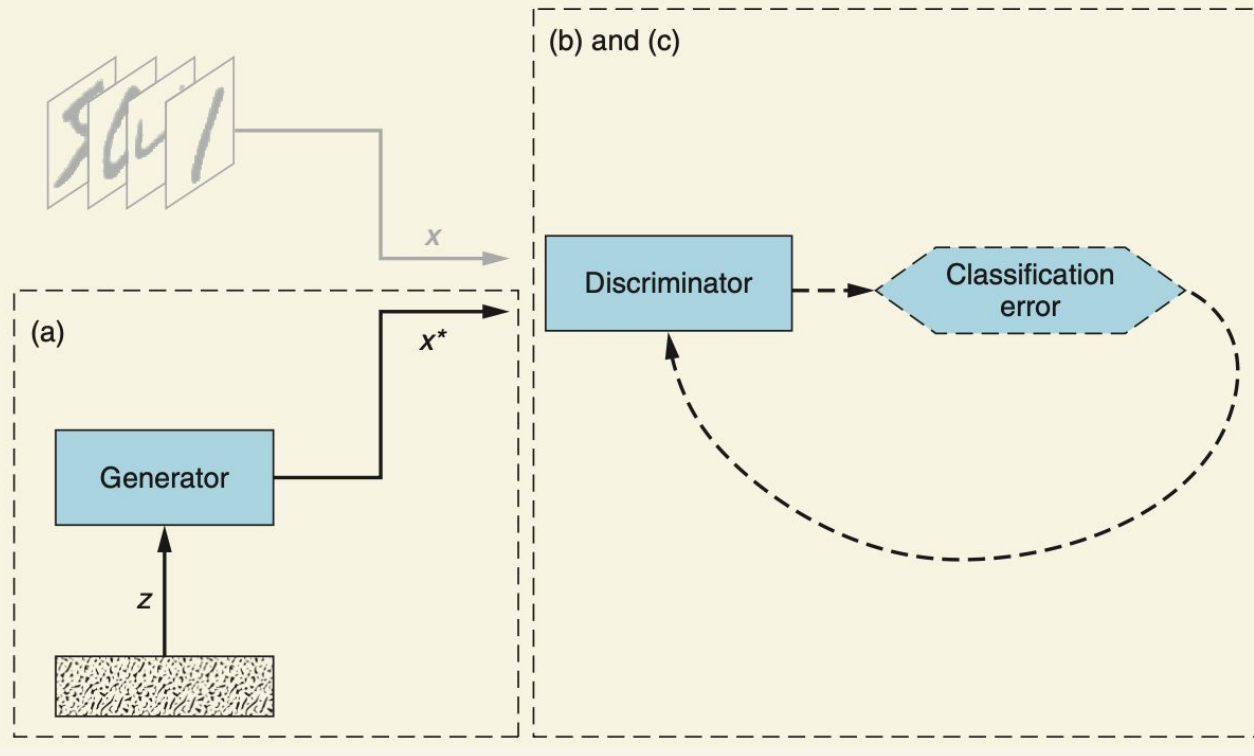 (b) and (c)
x
(a)
x*
Discriminator
Classification
error
Generator
z